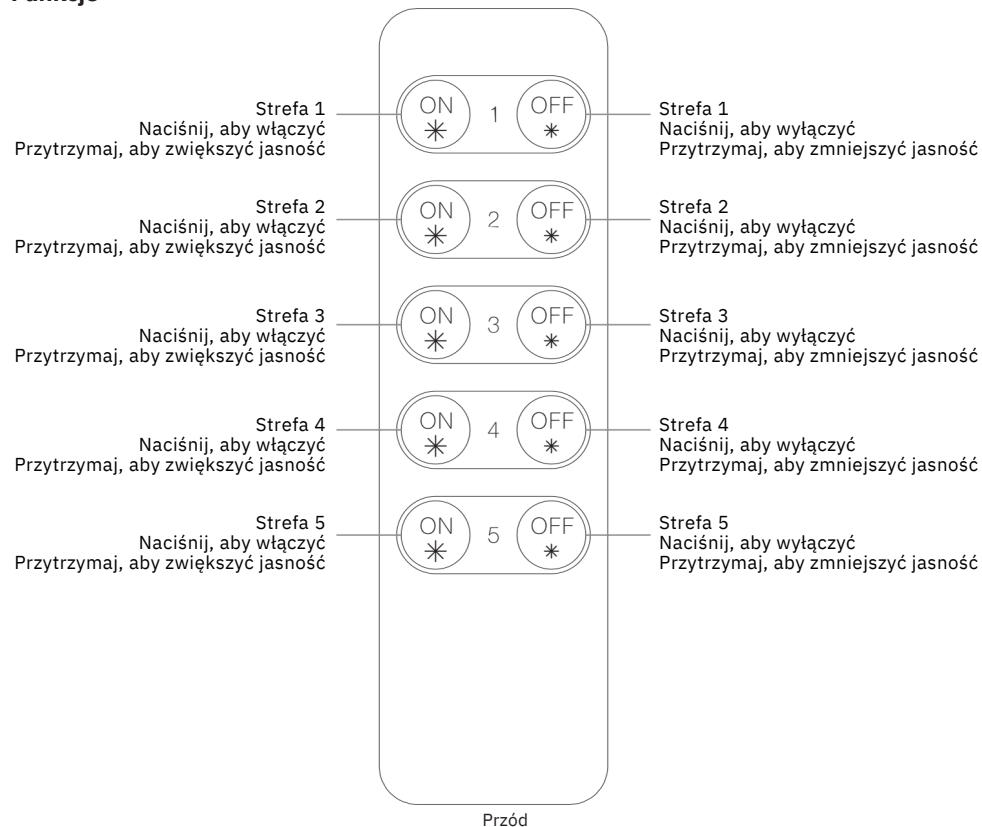 Funkcje
Strefa 1
Naciśnij, aby włączyć
Przytrzymaj, aby zwiększyć jasność
ON 1 OFF
Strefa 1
Naciśnij, aby wyłączyć
Przytrzymaj, aby zmniejszyć jasność
Strefa 2
Naciśnij, aby włączyć
Przytrzymaj, aby zwiększyć jasność
ON 2 OFF
Strefa 2
Naciśnij, aby wyłączyć
Przytrzymaj, aby zmniejszyć jasność
Strefa 3
Naciśnij, aby włączyć
Przytrzymaj, aby zwiększyć jasność
ON 3 OFF
Strefa 3
Naciśnij, aby wyłączyć
Przytrzymaj, aby zmniejszyć jasność
Strefa 4
Naciśnij, aby włączyć
Przytrzymaj, aby zwiększyć jasność
ON 4 OFF
Strefa 4
Naciśnij, aby wyłączyć
Przytrzymaj, aby zmniejszyć jasność
Strefa 5
Naciśnij, aby włączyć
Przytrzymaj, aby zwiększyć jasność
ON 5 OFF
Strefa 5
Naciśnij, aby wyłączyć
Przytrzymaj, aby zmniejszyć jasność
Przód